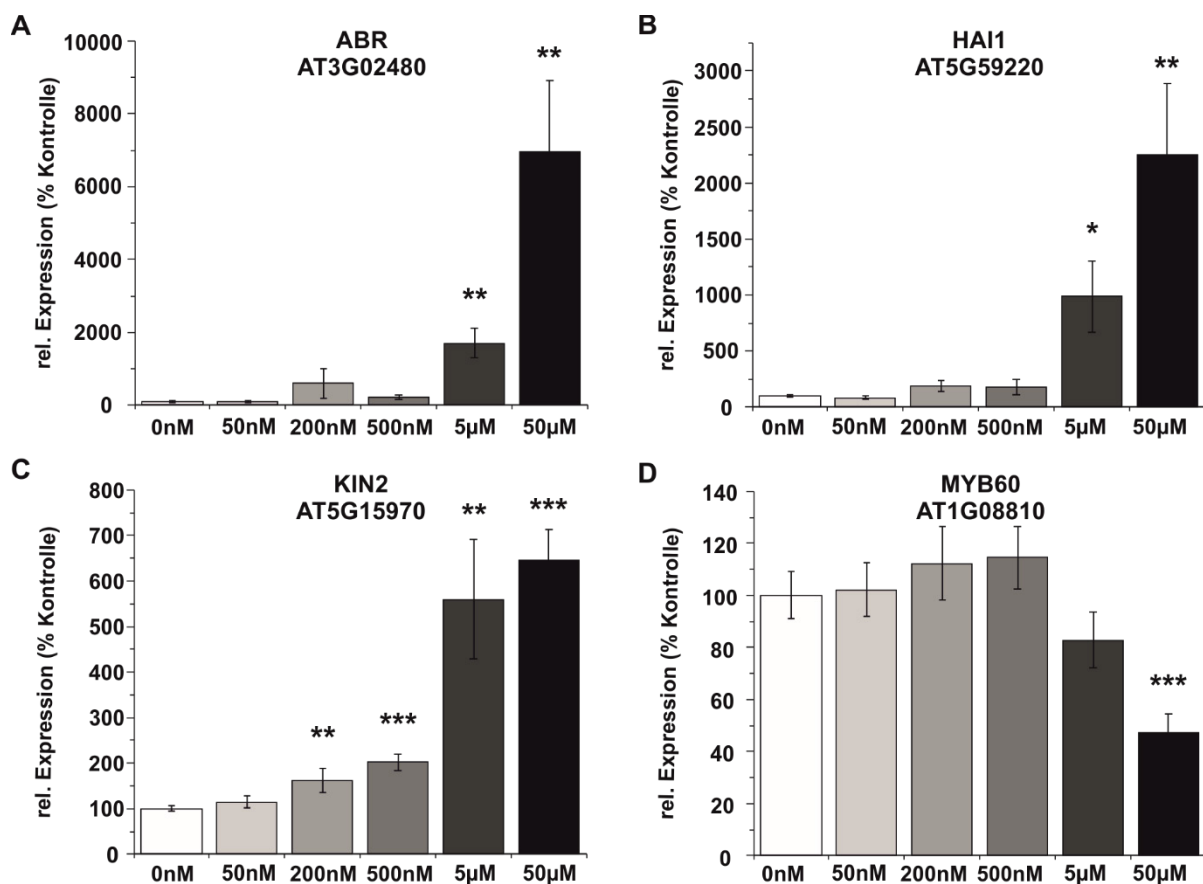 A
ABR
AT3G02480
rel. Expression (% Kontrolle)
10000
8000
6000
4000
2000
0
**
**
0nM 50nM 200nM 500nM 5µM 50µM
B
HAI1
AT5G59220
rel. Expression (% Kontrolle)
3000
2500
2000
1500
1000
500
0
*
**
0nM 50nM 200nM 500nM 5µM 50µM
C
KIN2
AT5G15970
rel. Expression (% Kontrolle)
800
700
600
500
400
300
200
100
0
**
***
**
***
0nM 50nM 200nM 500nM 5µM 50µM
D
MYB60
AT1G08810
rel. Expression (% Kontrolle)
140
120
100
80
60
40
20
0
***
0nM 50nM 200nM 500nM 5µM 50µM